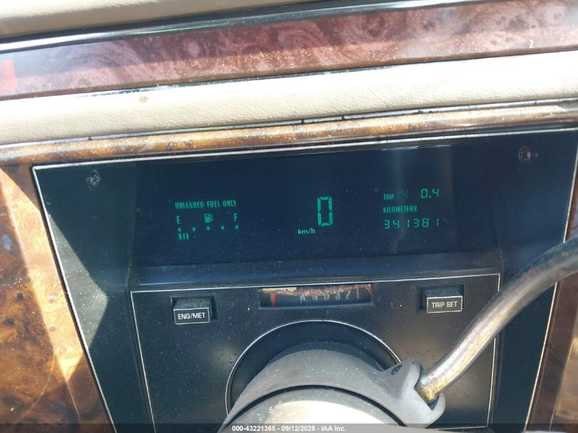 UNLEADED FUEL ONLY
E F
0
km/h
TRIP 0.4
KILOMETERS
341381
ENG/MET
TRIP SET
000-43221265 - 09/12/2025 - IAA Inc.